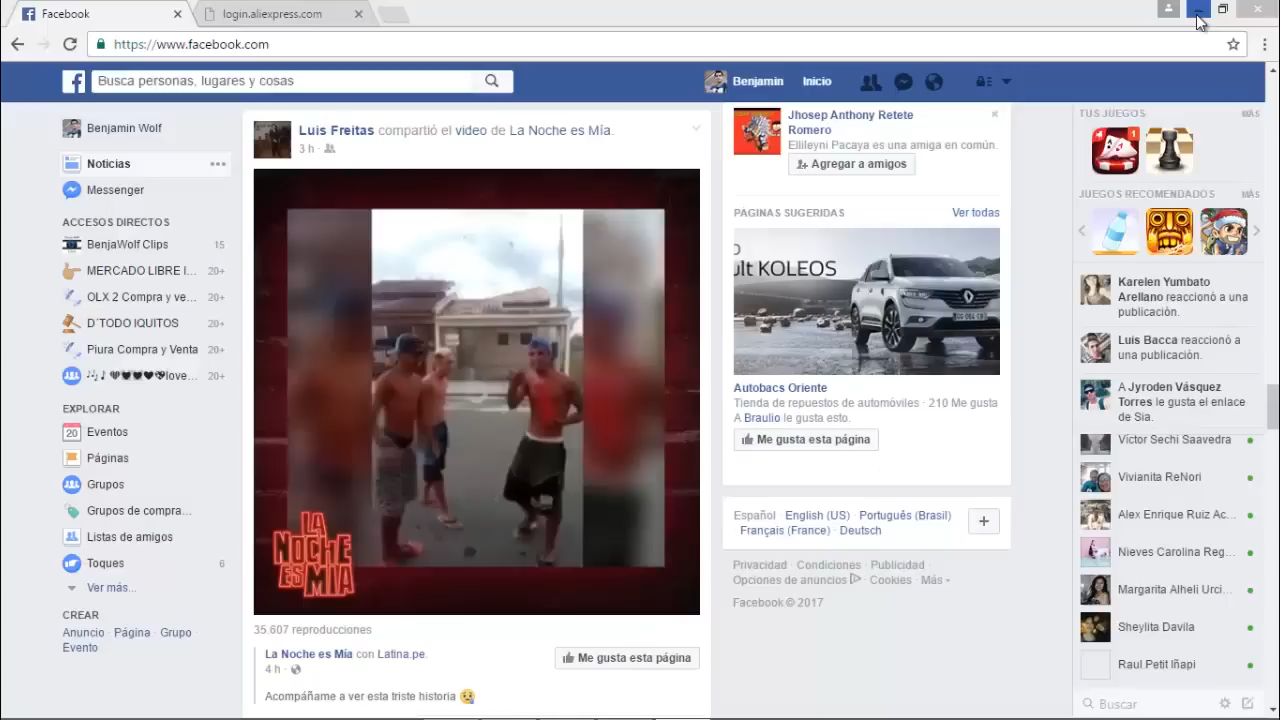 Facebook
login.aliexpress.com
https://www.facebook.com
Busca personas, lugares y cosas
Benjamin
Inicio
Benjamin Wolf
Noticias
Messenger
ACCESOS DIRECTOS
BenjaWolf Clips 15
MERCADO LIBRE I... 20+
OLX 2 Compra y ve... 20+
D´TODO IQUITOS 20+
Piura Compra y Venta 20+
love... 20+
EXPLORAR
20 Eventos
Páginas
Grupos
Grupos de compra...
Listas de amigos
Toques 6
Ver más...
CREAR
Anuncio · Página · Grupo
Evento
Luis Freitas compartió el video de La Noche es Mía.
3 h ·
LA
NOCHE
ES MIA
35.607 reproducciones
La Noche es Mía con Latina.pe.
4 h ·
Me gusta esta página
Acompáñame a ver esta triste historia 😢
Jhosep Anthony Retete
Romero
Ellileyni Pacaya es una amiga en común.
Agregar a amigos
PÁGINAS SUGERIDAS Ver todas
ult KOLEOS
Autobacs Oriente
Tienda de repuestos de automóviles · 210 Me gusta
A Braulio le gusta esto.
Me gusta esta página
Español · English (US) · Português (Brasil) ·
Français (France) · Deutsch
Privacidad · Condiciones · Publicidad ·
Opciones de anuncios · Cookies · Más
Facebook © 2017
TUS JUEGOS MÁS
JUEGOS RECOMENDADOS MÁS
Karelen Yumbato
Arellano reaccionó a una
publicación.
Luis Bacca reaccionó a
una publicación.
A Jyroden Vásquez
Torres le gusta el enlace
de Sia.
Víctor Sechi Saavedra
Vivianita ReNori
Alex Enrique Ruiz Ac...
Nieves Carolina Reg...
Margarita Alheli Urci...
Sheylita Davila
Raul Petit Iñapi
Buscar